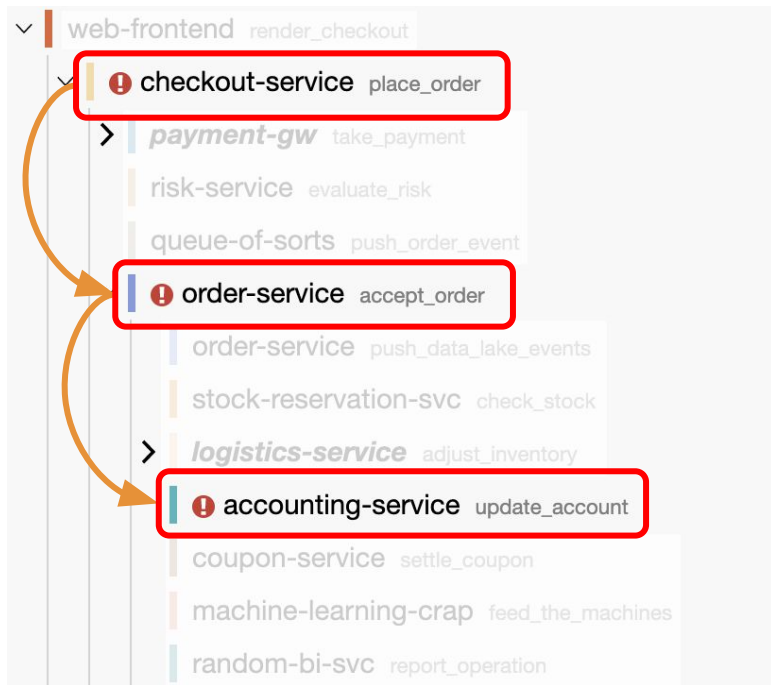 web-frontend render_checkout
checkout-service place_order
payment-gw take_payment
risk-service evaluate_risk
queue-of-sorts push_order_event
order-service accept_order
order-service push_data_lake_events
stock-reservation-svc check_stock
logistics-service adjust_inventory
accounting-service update_account
coupon-service settle_coupon
machine-learning-crap feed_the_machines
random-bi-svc report_operation